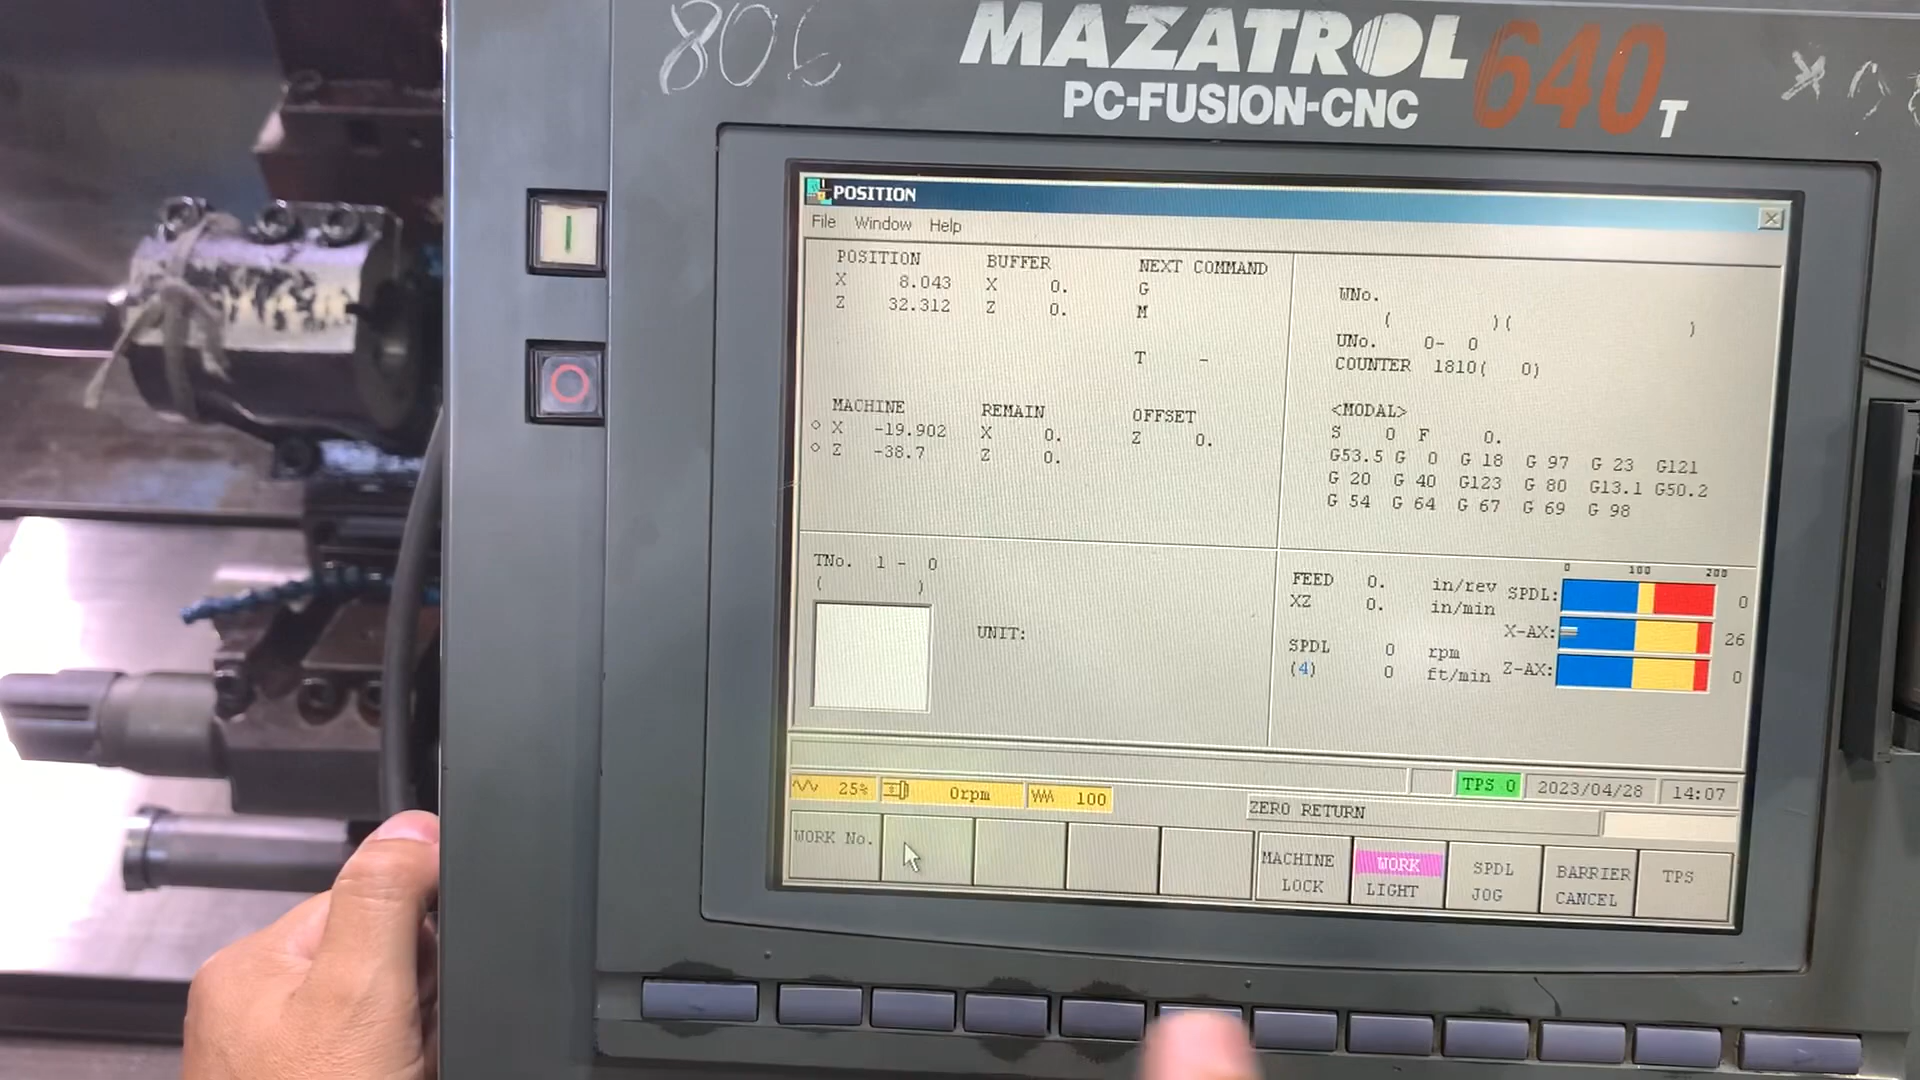 806
MAZATROL 640 T
PC-FUSION-CNC
POSITION
File Window Help
POSITION BUFFER NEXT COMMAND
X 8.043 X 0. G
Z 32.312 Z 0. M
T -
MACHINE REMAIN OFFSET
X -19.902 X 0. Z 0.
Z -38.7 Z 0.
WNo.
( )( )
UNo. 0- 0
COUNTER 1810( 0)
<MODAL>
S 0 F 0.
G53.5 G 0 G 18 G 97 G 23 G121
G 20 G 40 G123 G 80 G13.1 G50.2
G 54 G 64 G 67 G 69 G 98
TNo. 1 - 0
( )
UNIT:
FEED 0. in/rev
XZ 0. in/min
SPDL 0 rpm
(4) 0 ft/min
0 100 200
SPDL: 0
X-AX: 26
Z-AX: 0
TPS 0 2023/04/28 14:07
25% 0rpm 100
ZERO RETURN
WORK No.
MACHINE LOCK
WORK LIGHT
SPDL JOG
BARRIER CANCEL
TPS